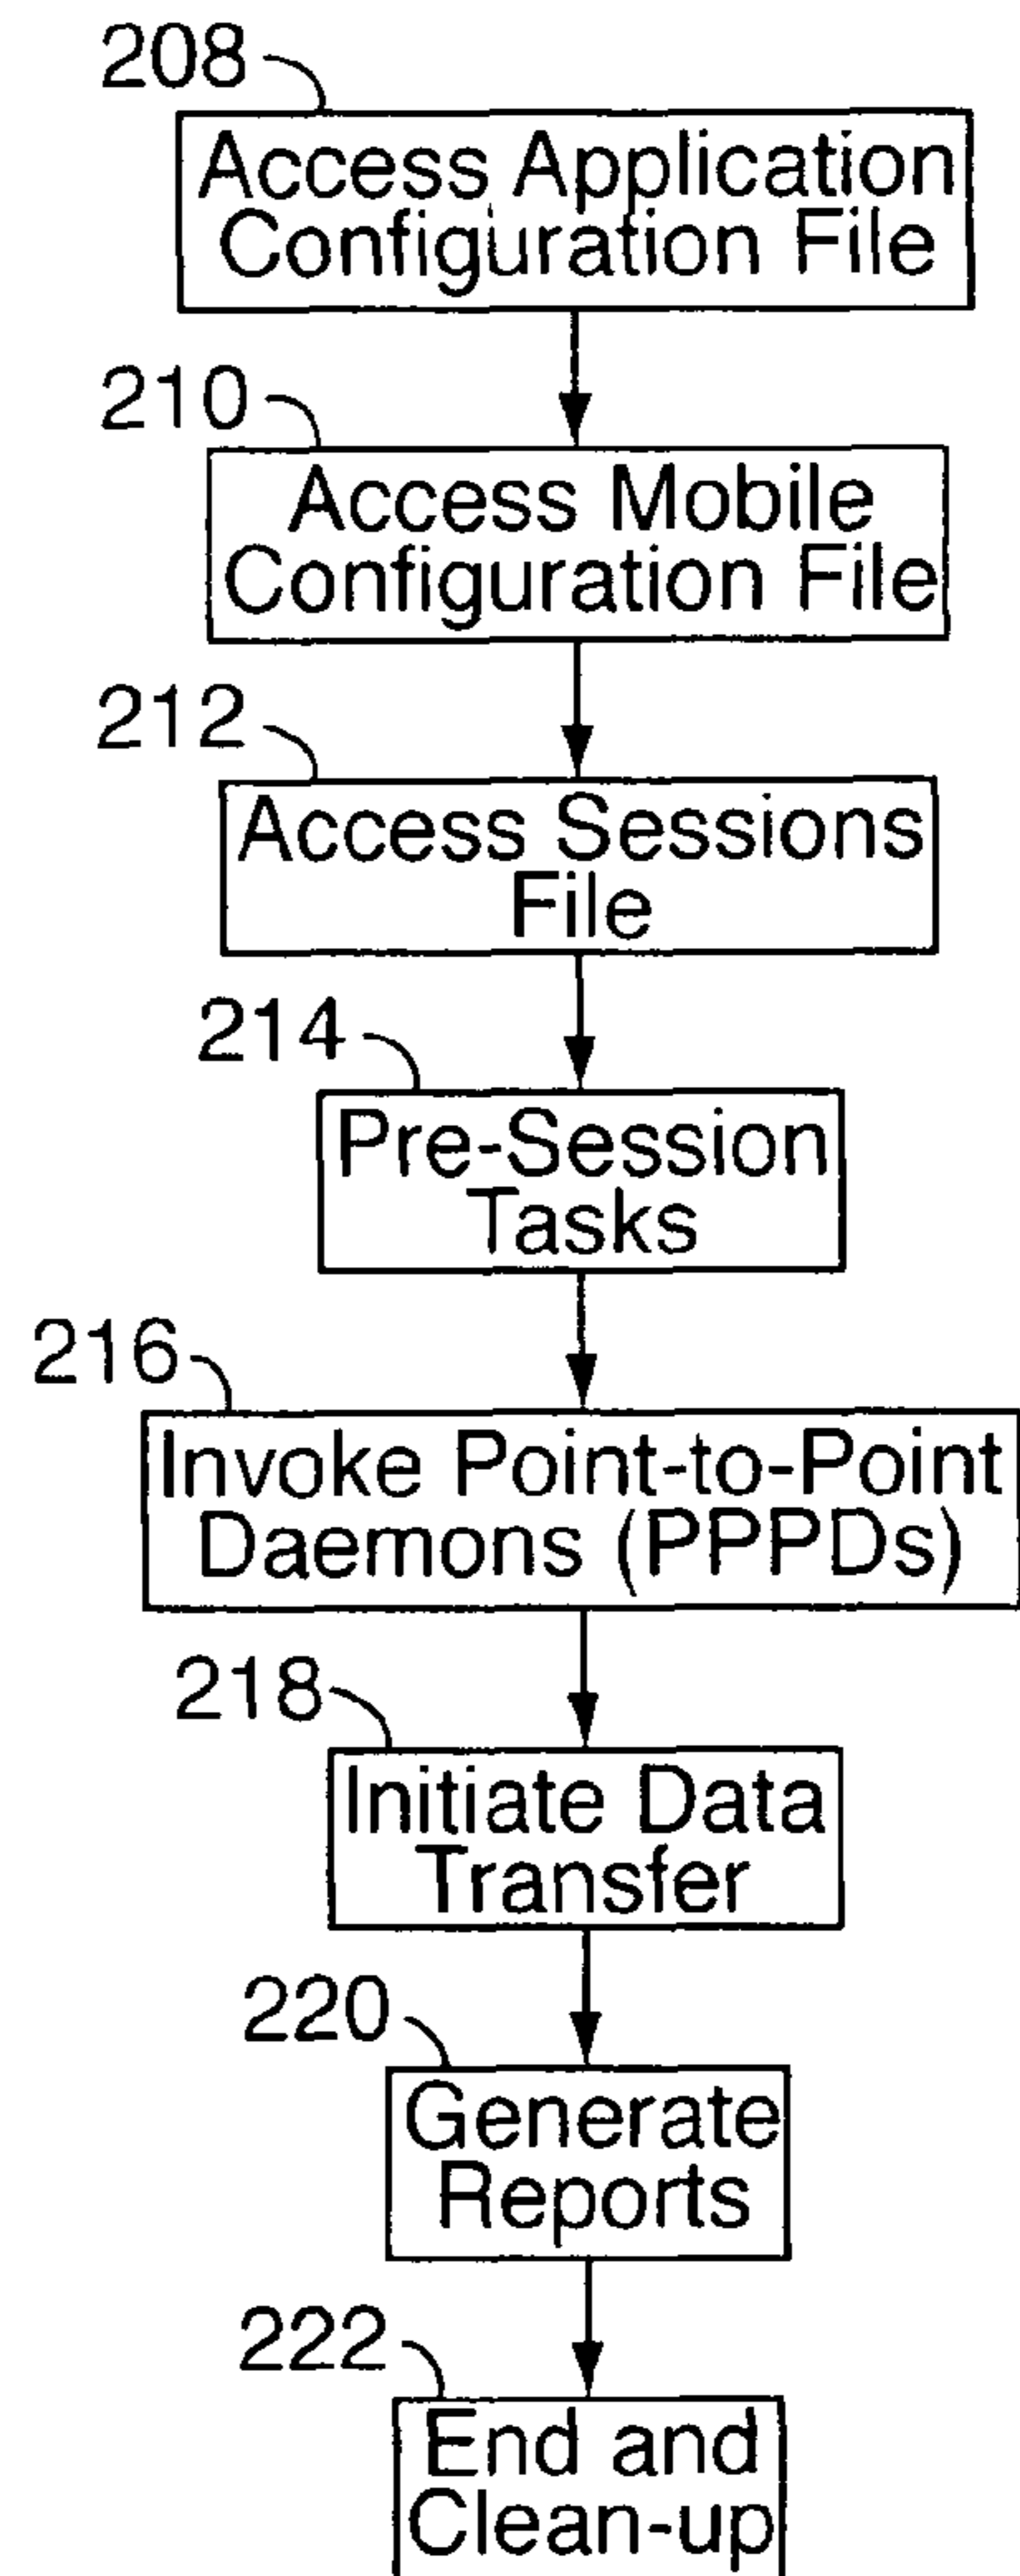 208
Access Application
Configuration File
210
Access Mobile
Configuration File
212
Access Sessions
File
214
Pre-Session
Tasks
216
Invoke Point-to-Point
Daemons (PPPDs)
218
Initiate Data
Transfer
220
Generate
Reports
222
End and
Clean-up